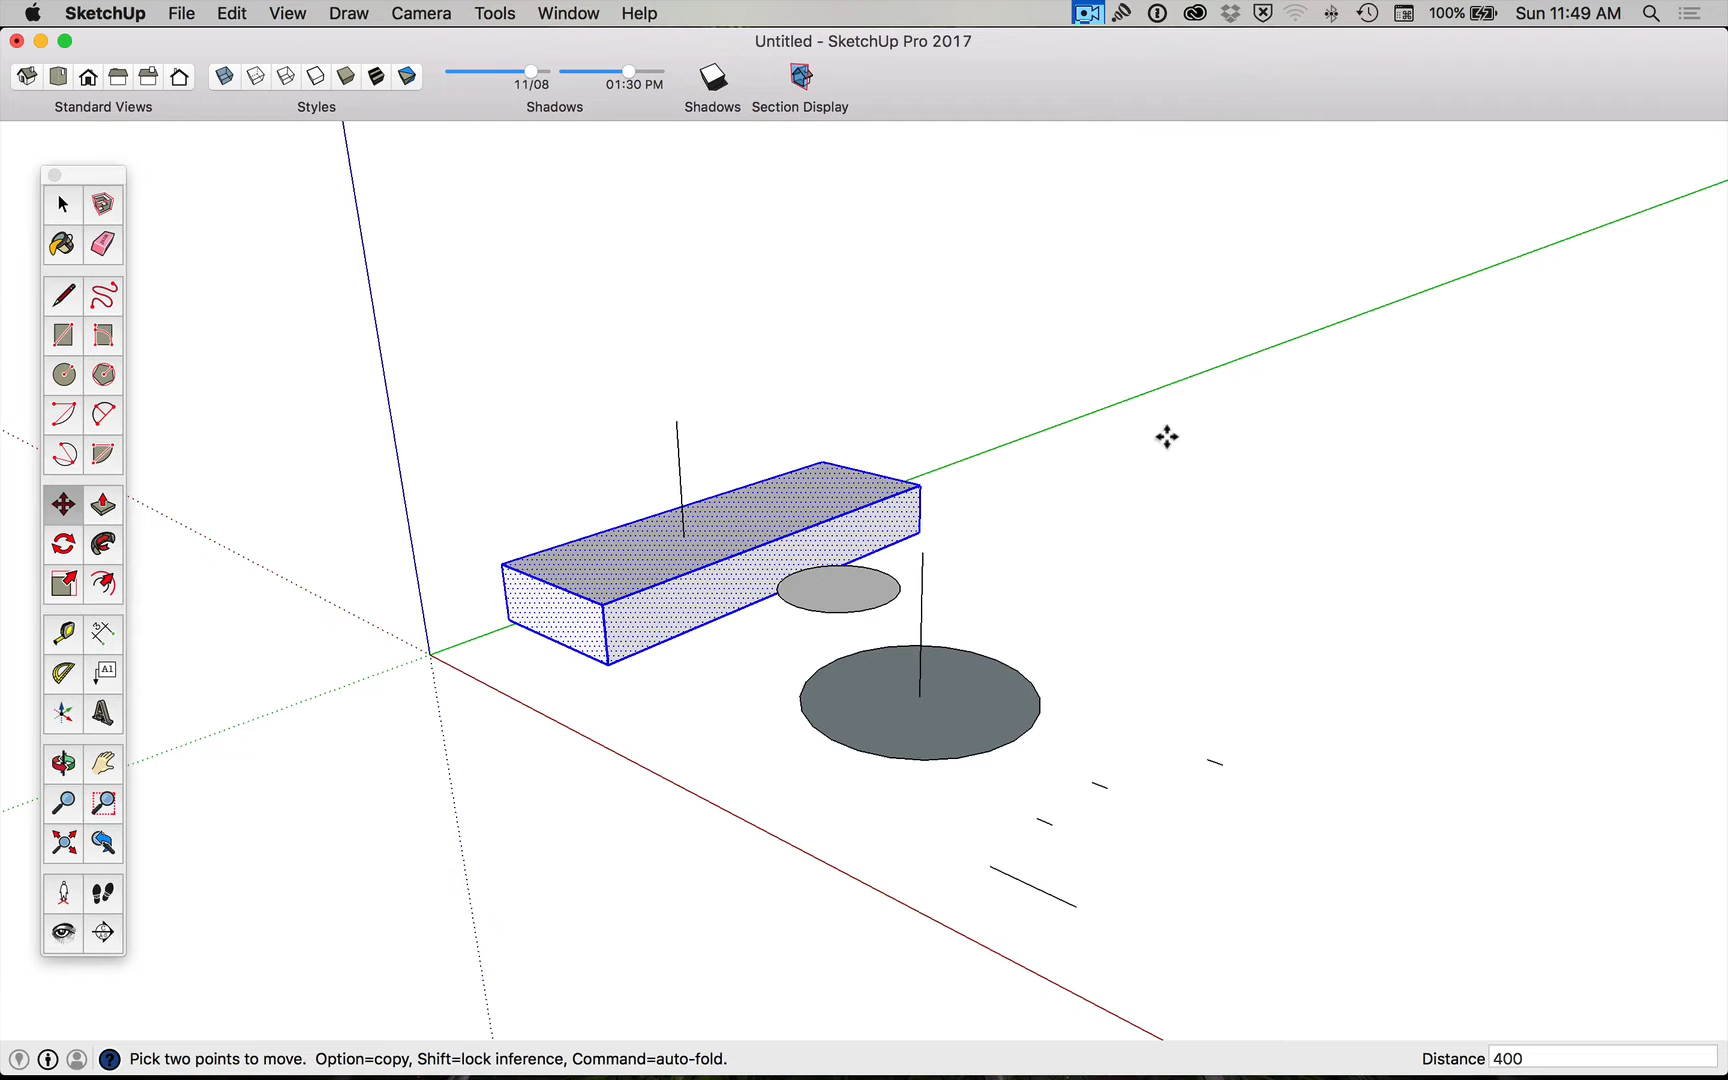 SketchUp File Edit View Draw Camera Tools Window Help 100% Sun 11:49 AM
Untitled - SketchUp Pro 2017
11/08 01:30 PM
Standard Views Styles Shadows Shadows Section Display
A1
Pick two points to move. Option=copy, Shift=lock inference, Command=auto-fold. Distance 400